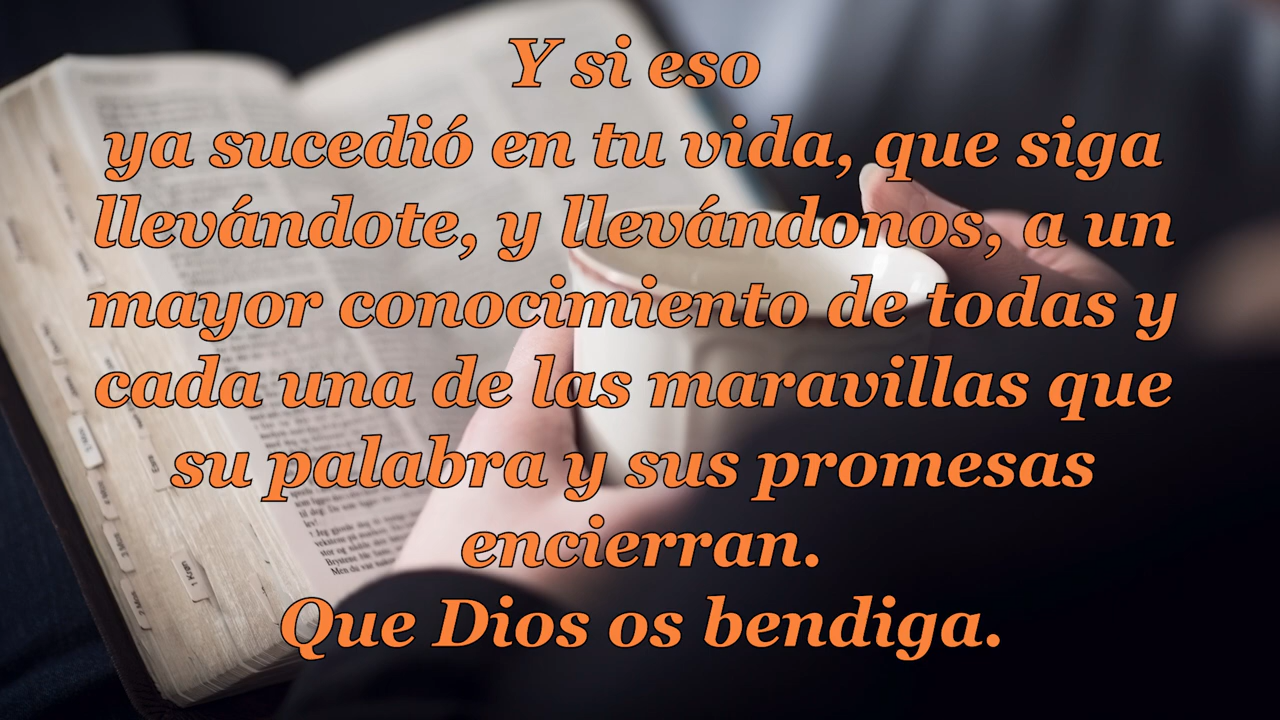 Y si eso
ya sucedió en tu vida, que siga
llevándote, y llevándonos, a un
mayor conocimiento de todas y
cada una de las maravillas que
su palabra y sus promesas
encierran.
Que Dios os bendiga.